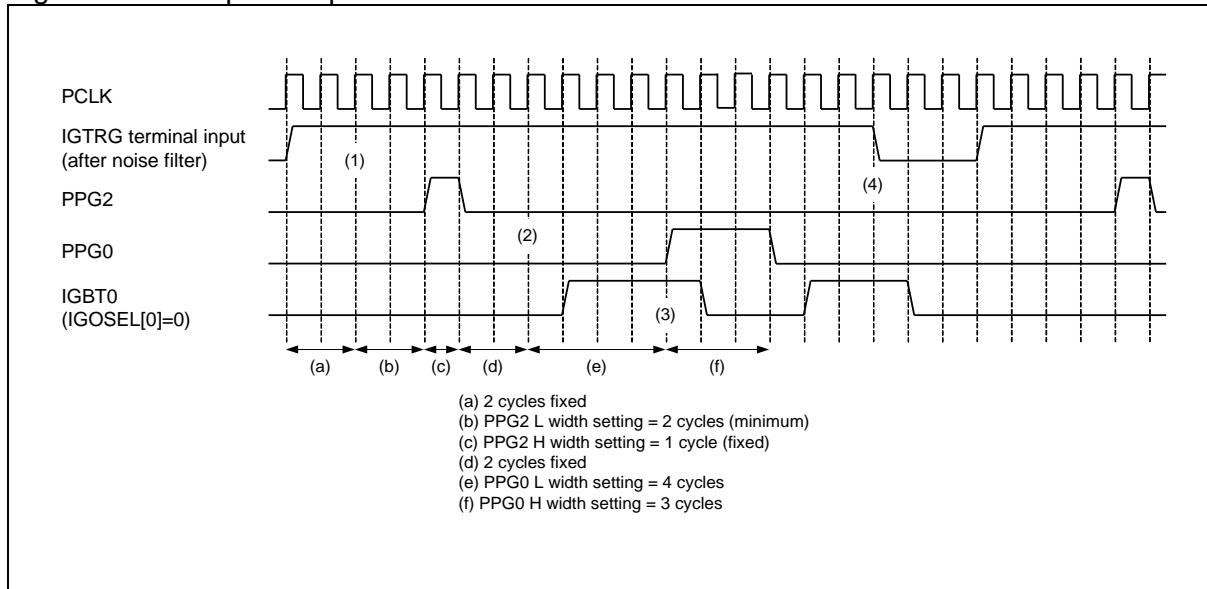 PCLK
IGTRG terminal input
(after noise filter)
(1)
(4)
PPG2
(2)
PPG0
IGBT0
(IGOSEL[0]=0)
(3)
(a) (b) (c) (d) (e) (f)
(a) 2 cycles fixed
(b) PPG2 L width setting = 2 cycles (minimum)
(c) PPG2 H width setting = 1 cycle (fixed)
(d) 2 cycles fixed
(e) PPG0 L width setting = 4 cycles
(f) PPG0 H width setting = 3 cycles